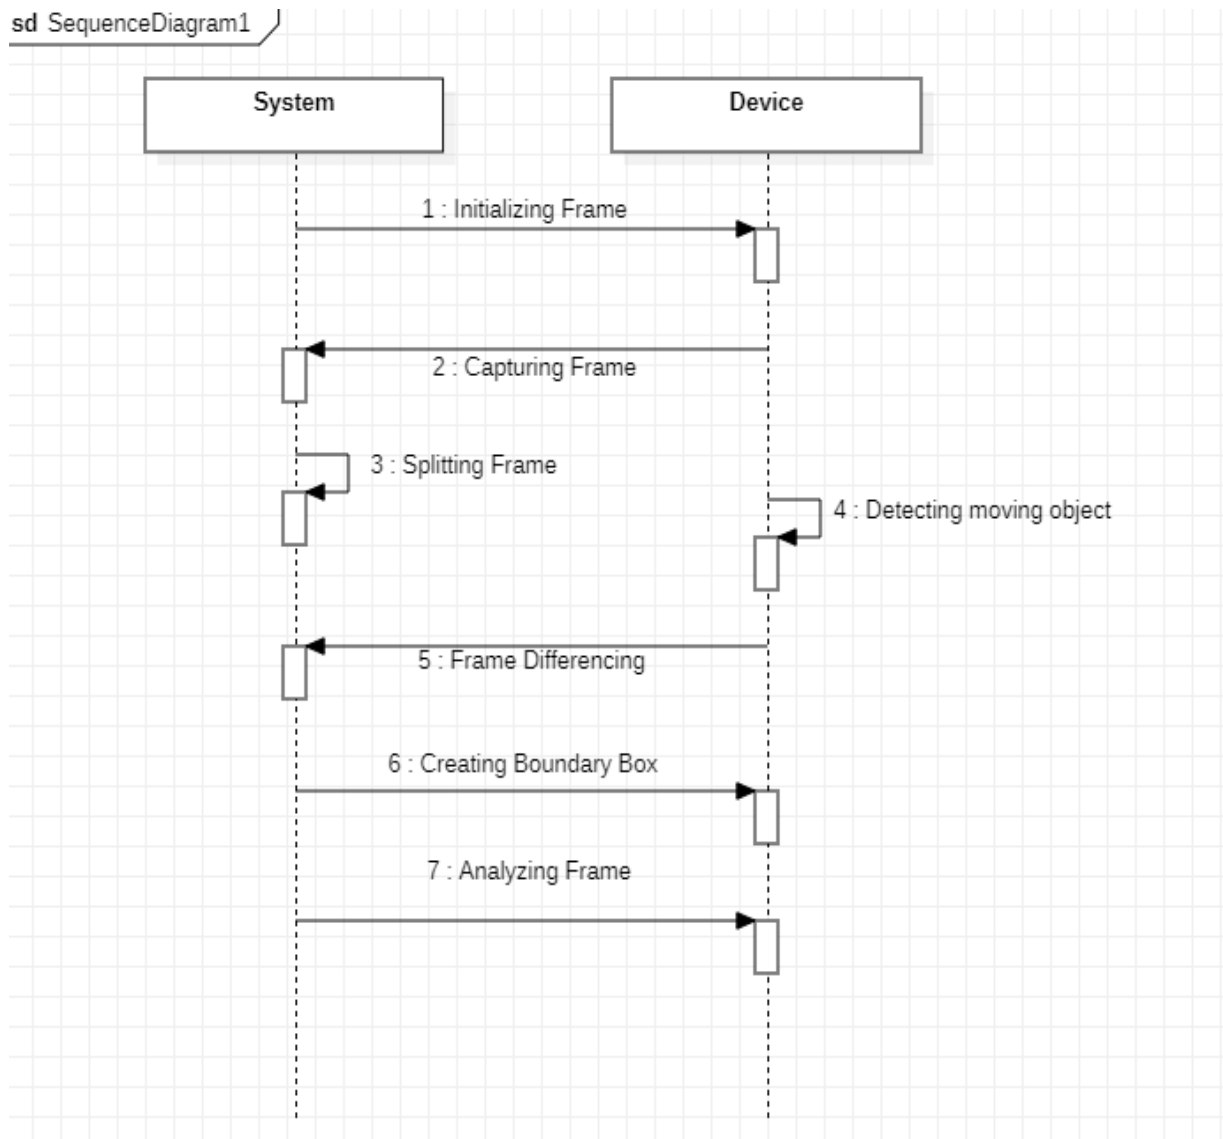 sd SequenceDiagram1
System
Device
1 : Initializing Frame
2 : Capturing Frame
3 : Splitting Frame
4 : Detecting moving object
5 : Frame Differencing
6 : Creating Boundary Box
7 : Analyzing Frame